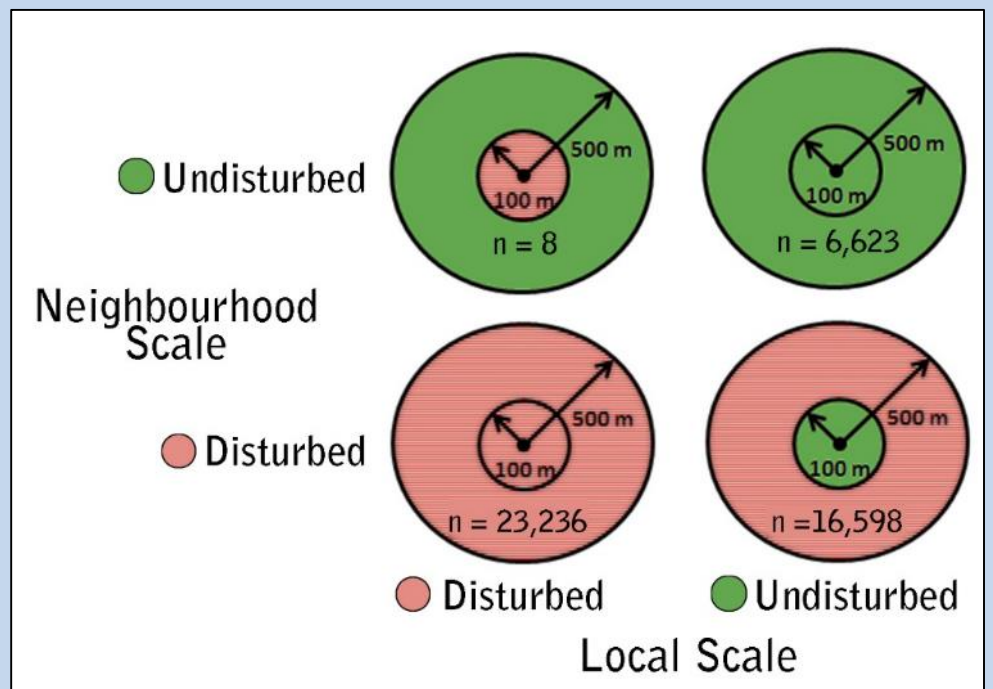 500 m
100 m
n = 8
500 m
100 m
n = 6,623
Undisturbed
Neighbourhood
Scale
500 m
100 m
n = 23,236
500 m
100 m
n =16,598
Disturbed
Disturbed
Undisturbed
Local Scale